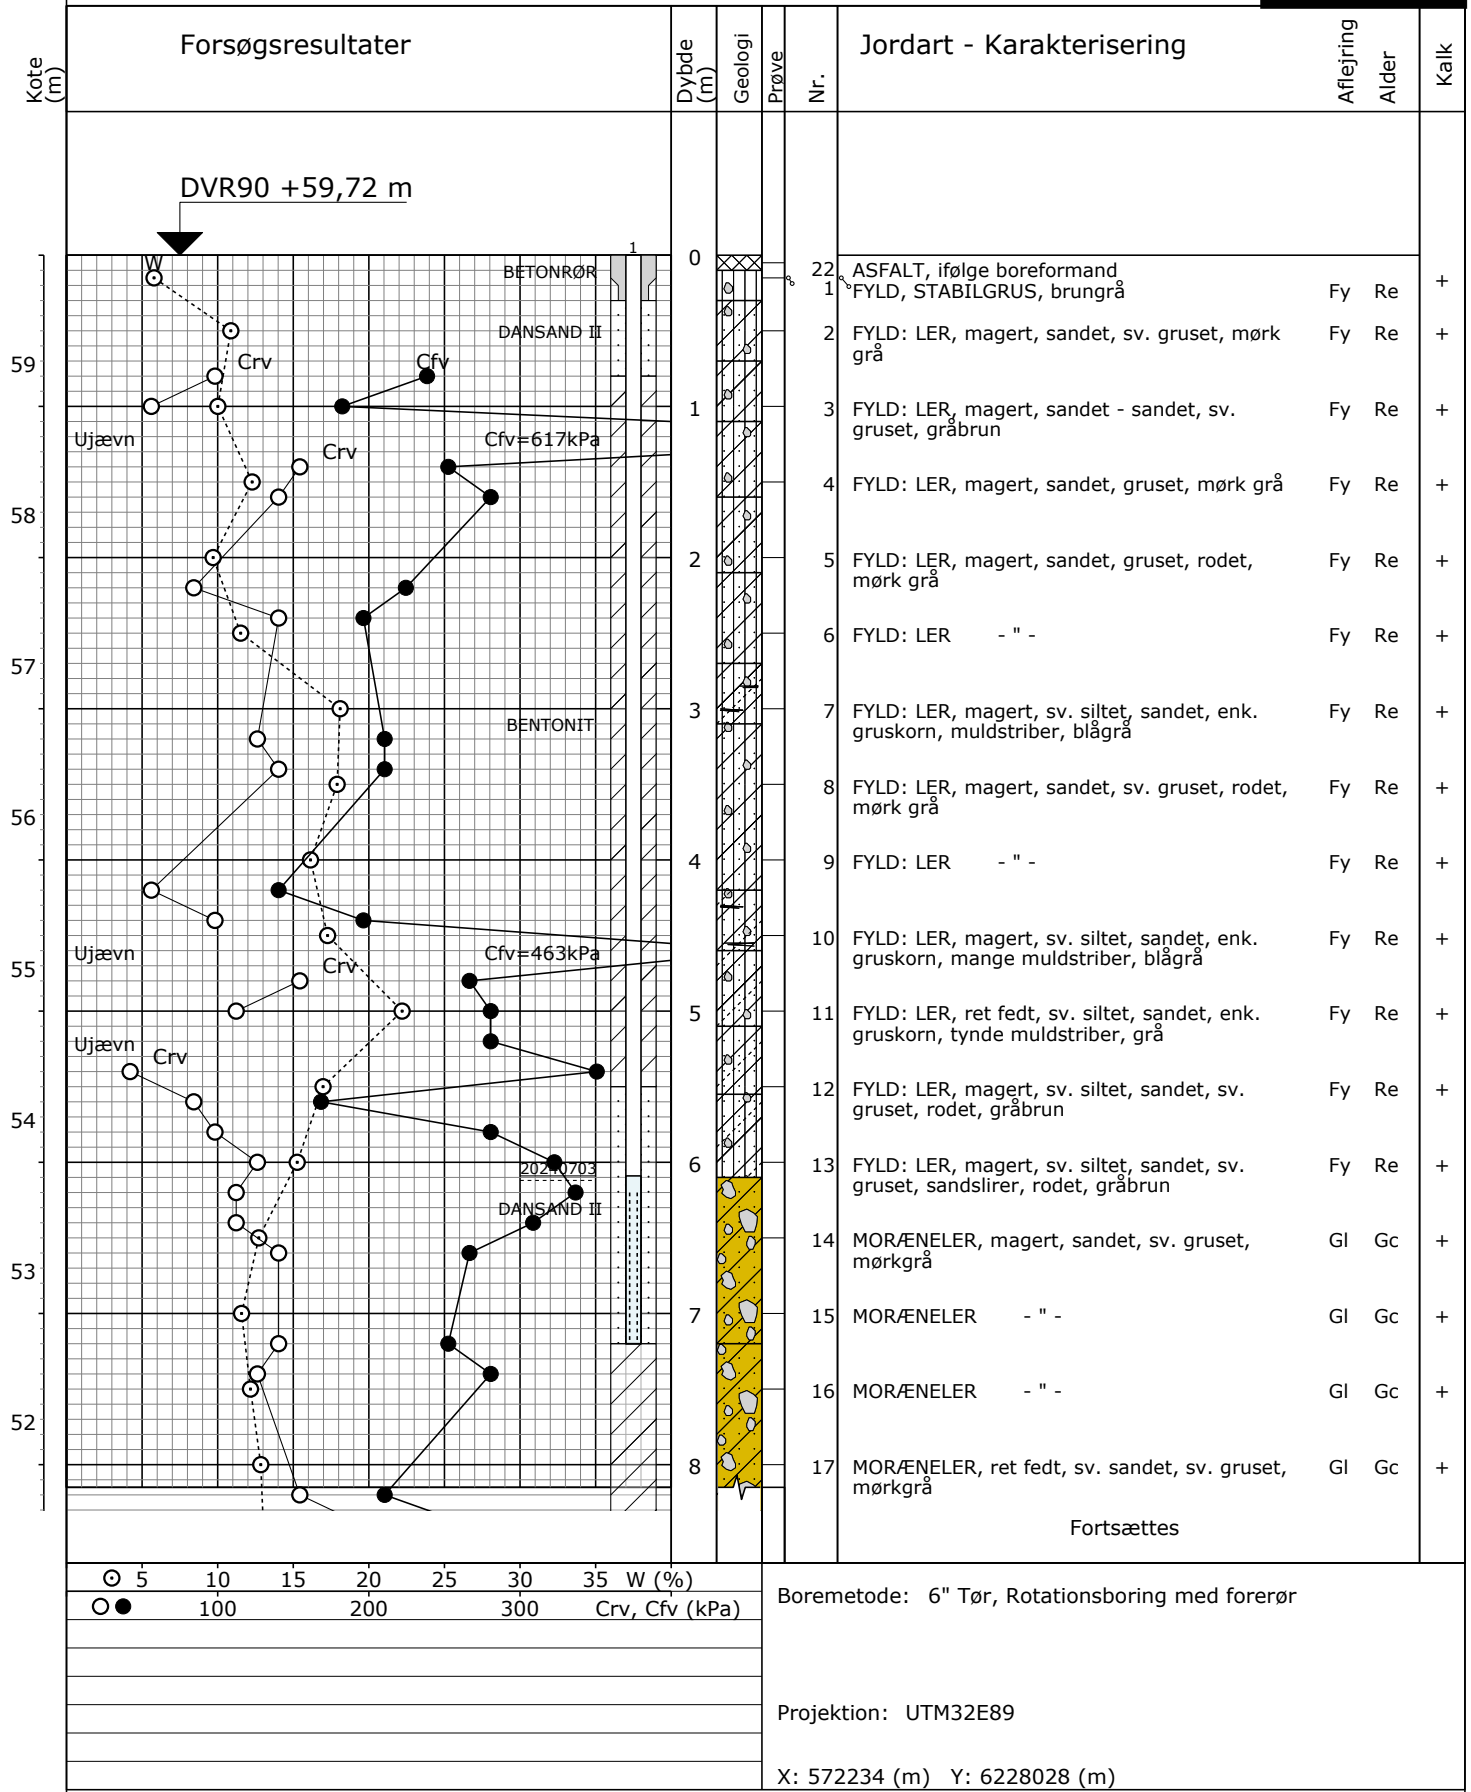 Forsøgsresultater
Kote
(m)
Dybde
(m)
Geologi
Prøve
Nr.
Jordart - Karakterisering
Aflejring
Alder
Kalk
DVR90 +59,72 m
W
1
BETONRØR
0
22 ASFALT, ifølge boreformand
1 FYLD, STABILGRUS, brungrå Fy Re +
DANSAND II
2 FYLD: LER, magert, sandet, sv. gruset, mørk
grå Fy Re +
59
Crv
Cfv
1
3 FYLD: LER, magert, sandet - sandet, sv.
gruset, gråbrun Fy Re +
Ujævn
Cfv=617kPa
Crv
4 FYLD: LER, magert, sandet, gruset, mørk grå Fy Re +
58
2
5 FYLD: LER, magert, sandet, gruset, rodet,
mørk grå Fy Re +
6 FYLD: LER - " - Fy Re +
57
3
BENTONIT
7 FYLD: LER, magert, sv. siltet, sandet, enk.
gruskorn, muldstriber, blågrå Fy Re +
8 FYLD: LER, magert, sandet, sv. gruset, rodet,
mørk grå Fy Re +
56
4
9 FYLD: LER - " - Fy Re +
Ujævn
Cfv=463kPa
Crv
10 FYLD: LER, magert, sv. siltet, sandet, enk.
gruskorn, mange muldstriber, blågrå Fy Re +
55
5
11 FYLD: LER, ret fedt, sv. siltet, sandet, enk.
gruskorn, tynde muldstriber, grå Fy Re +
Ujævn
Crv
12 FYLD: LER, magert, sv. siltet, sandet, sv.
gruset, rodet, gråbrun Fy Re +
54
6
20240703
13 FYLD: LER, magert, sv. siltet, sandet, sv.
gruset, sandslirer, rodet, gråbrun Fy Re +
DANSAND II
14 MORÆNELER, magert, sandet, sv. gruset,
mørkgrå Gl Gc +
53
7
15 MORÆNELER - " - Gl Gc +
16 MORÆNELER - " - Gl Gc +
52
8
17 MORÆNELER, ret fedt, sv. sandet, sv. gruset,
mørkgrå Gl Gc +
Fortsættes
5 10 15 20 25 30 35 W (%)
100 200 300 Crv, Cfv (kPa)
Boremetode: 6" Tør, Rotationsboring med forerør
Projektion: UTM32E89
X: 572234 (m) Y: 6228028 (m)